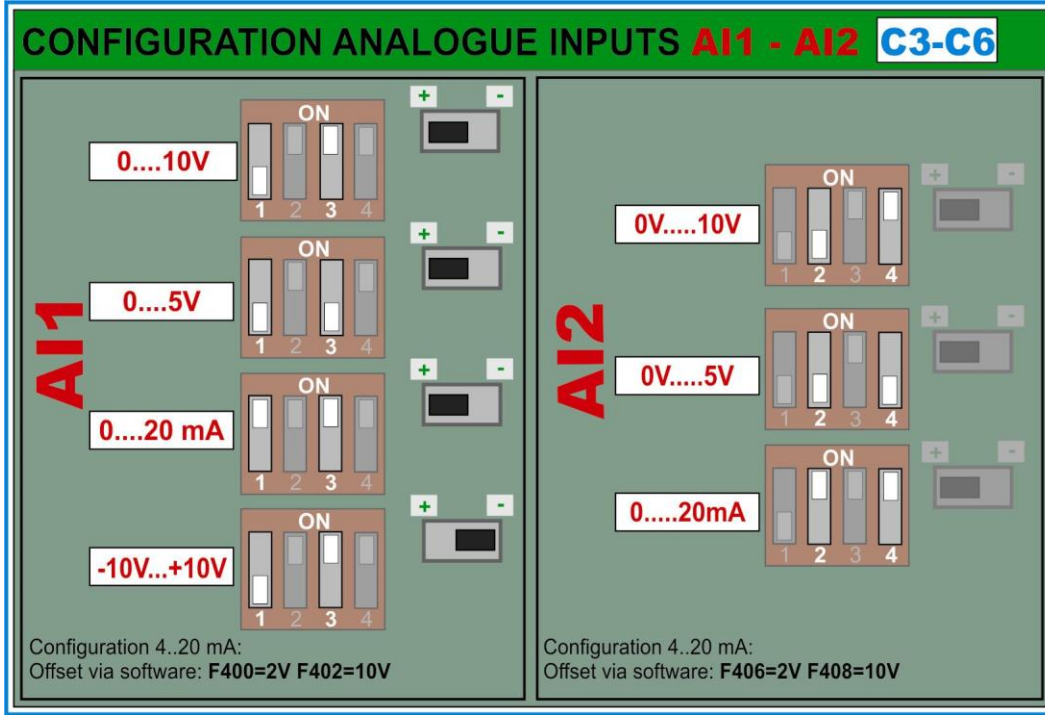 CONFIGURATION ANALOGUE INPUTS AI1 - AI2 C3-C6
AI1
0....10V
ON
1 2 3 4
+ -
0....5V
ON
1 2 3 4
+ -
0....20 mA
ON
1 2 3 4
+ -
-10V...+10V
ON
1 2 3 4
+ -
Configuration 4..20 mA:
Offset via software: F400=2V F402=10V
AI2
0V.....10V
ON
1 2 3 4
+ -
0V.....5V
ON
1 2 3 4
+ -
0.....20mA
ON
1 2 3 4
+ -
Configuration 4..20 mA:
Offset via software: F406=2V F408=10V